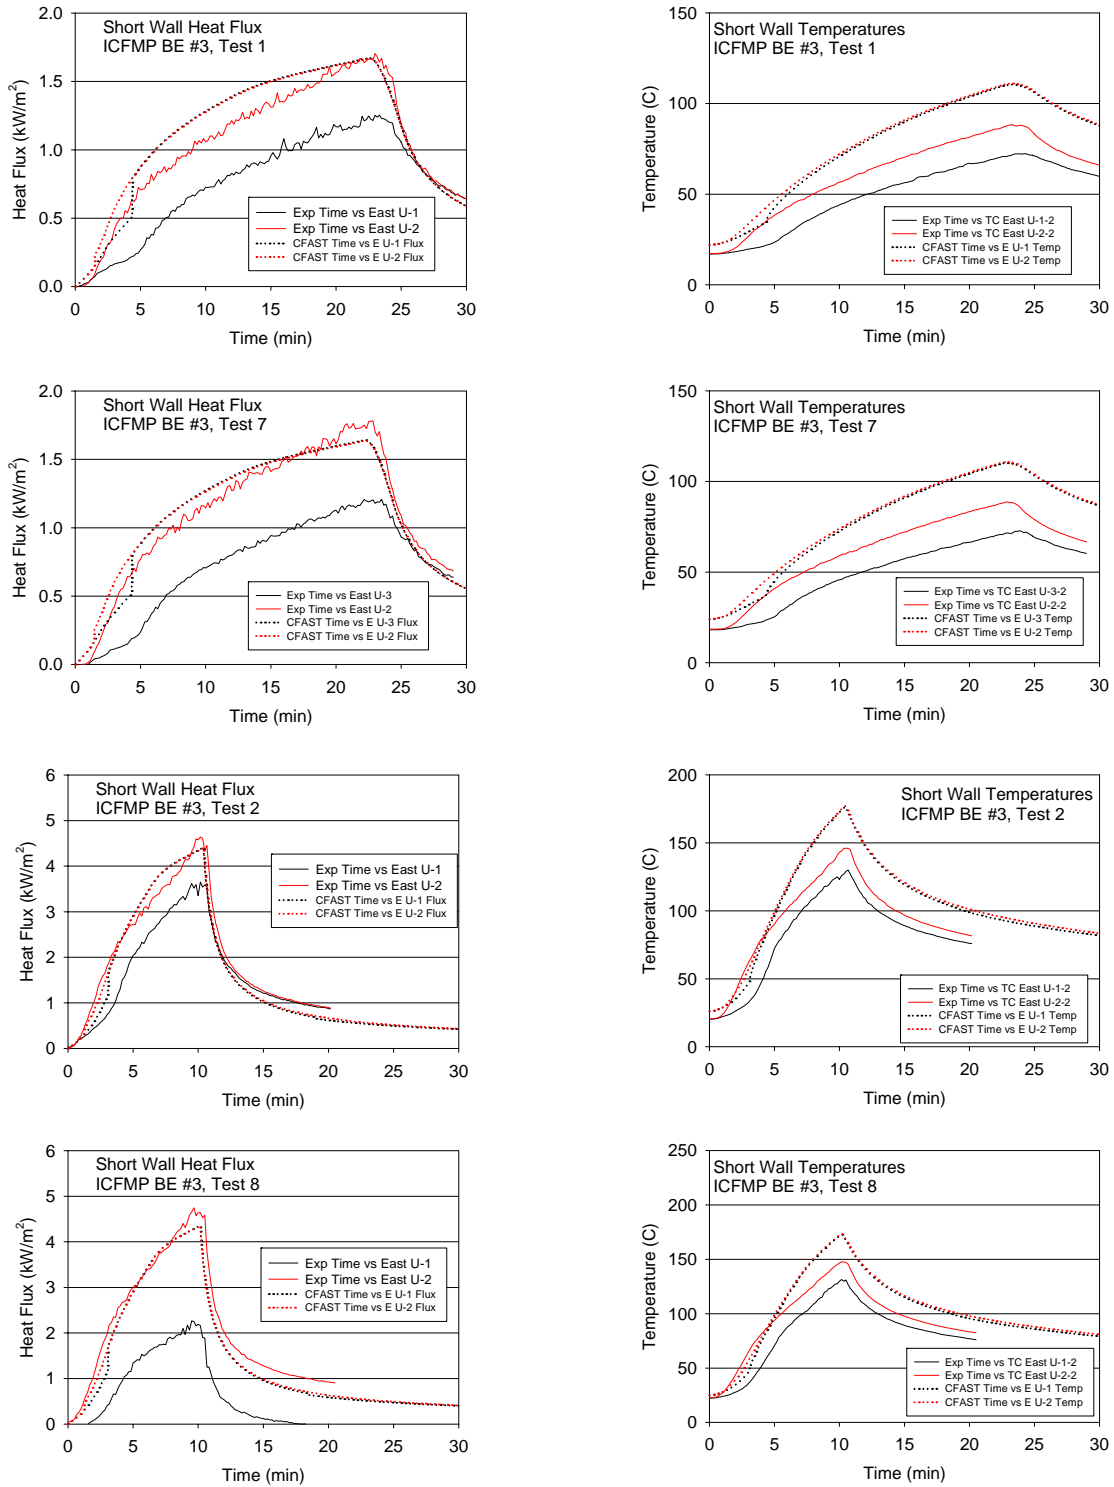 Short Wall Heat Flux
ICFMP BE #3, Test 1
Heat Flux (kW/m²)
2.0
1.5
1.0
0.5
0.0
Exp Time vs East U-1
Exp Time vs East U-2
CFAST Time vs E U-1 Flux
CFAST Time vs E U-2 Flux
0 5 10 15 20 25 30
Time (min)
Short Wall Temperatures
ICFMP BE #3, Test 1
Temperature (C)
150
100
50
0
Exp Time vs TC East U-1-2
Exp Time vs TC East U-2-2
CFAST Time vs E U-1 Temp
CFAST Time vs E U-2 Temp
0 5 10 15 20 25 30
Time (min)
Short Wall Heat Flux
ICFMP BE #3, Test 7
Heat Flux (kW/m²)
2.0
1.5
1.0
0.5
0.0
Exp Time vs East U-3
Exp Time vs East U-2
CFAST Time vs E U-3 Flux
CFAST Time vs E U-2 Flux
0 5 10 15 20 25 30
Time (min)
Short Wall Temperatures
ICFMP BE #3, Test 7
Temperature (C)
150
100
50
0
Exp Time vs TC East U-3-2
Exp Time vs TC East U-2-2
CFAST Time vs E U-3 Temp
CFAST Time vs E U-2 Temp
0 5 10 15 20 25 30
Time (min)
Short Wall Heat Flux
ICFMP BE #3, Test 2
Heat Flux (kW/m²)
6
5
4
3
2
1
0
Exp Time vs East U-1
Exp Time vs East U-2
CFAST Time vs E U-1 Flux
CFAST Time vs E U-2 Flux
0 5 10 15 20 25 30
Time (min)
Short Wall Temperatures
ICFMP BE #3, Test 2
Temperature (C)
200
150
100
50
0
Exp Time vs TC East U-1-2
Exp Time vs TC East U-2-2
CFAST Time vs E U-1 Temp
CFAST Time vs E U-2 Temp
0 5 10 15 20 25 30
Time (min)
Short Wall Heat Flux
ICFMP BE #3, Test 8
Heat Flux (kW/m²)
6
5
4
3
2
1
0
Exp Time vs East U-1
Exp Time vs East U-2
CFAST Time vs E U-1 Flux
CFAST Time vs E U-2 Flux
0 5 10 15 20 25 30
Time (min)
Short Wall Temperatures
ICFMP BE #3, Test 8
Temperature (C)
250
200
150
100
50
0
Exp Time vs TC East U-1-2
Exp Time vs TC East U-2-2
CFAST Time vs E U-1 Temp
CFAST Time vs E U-2 Temp
0 5 10 15 20 25 30
Time (min)